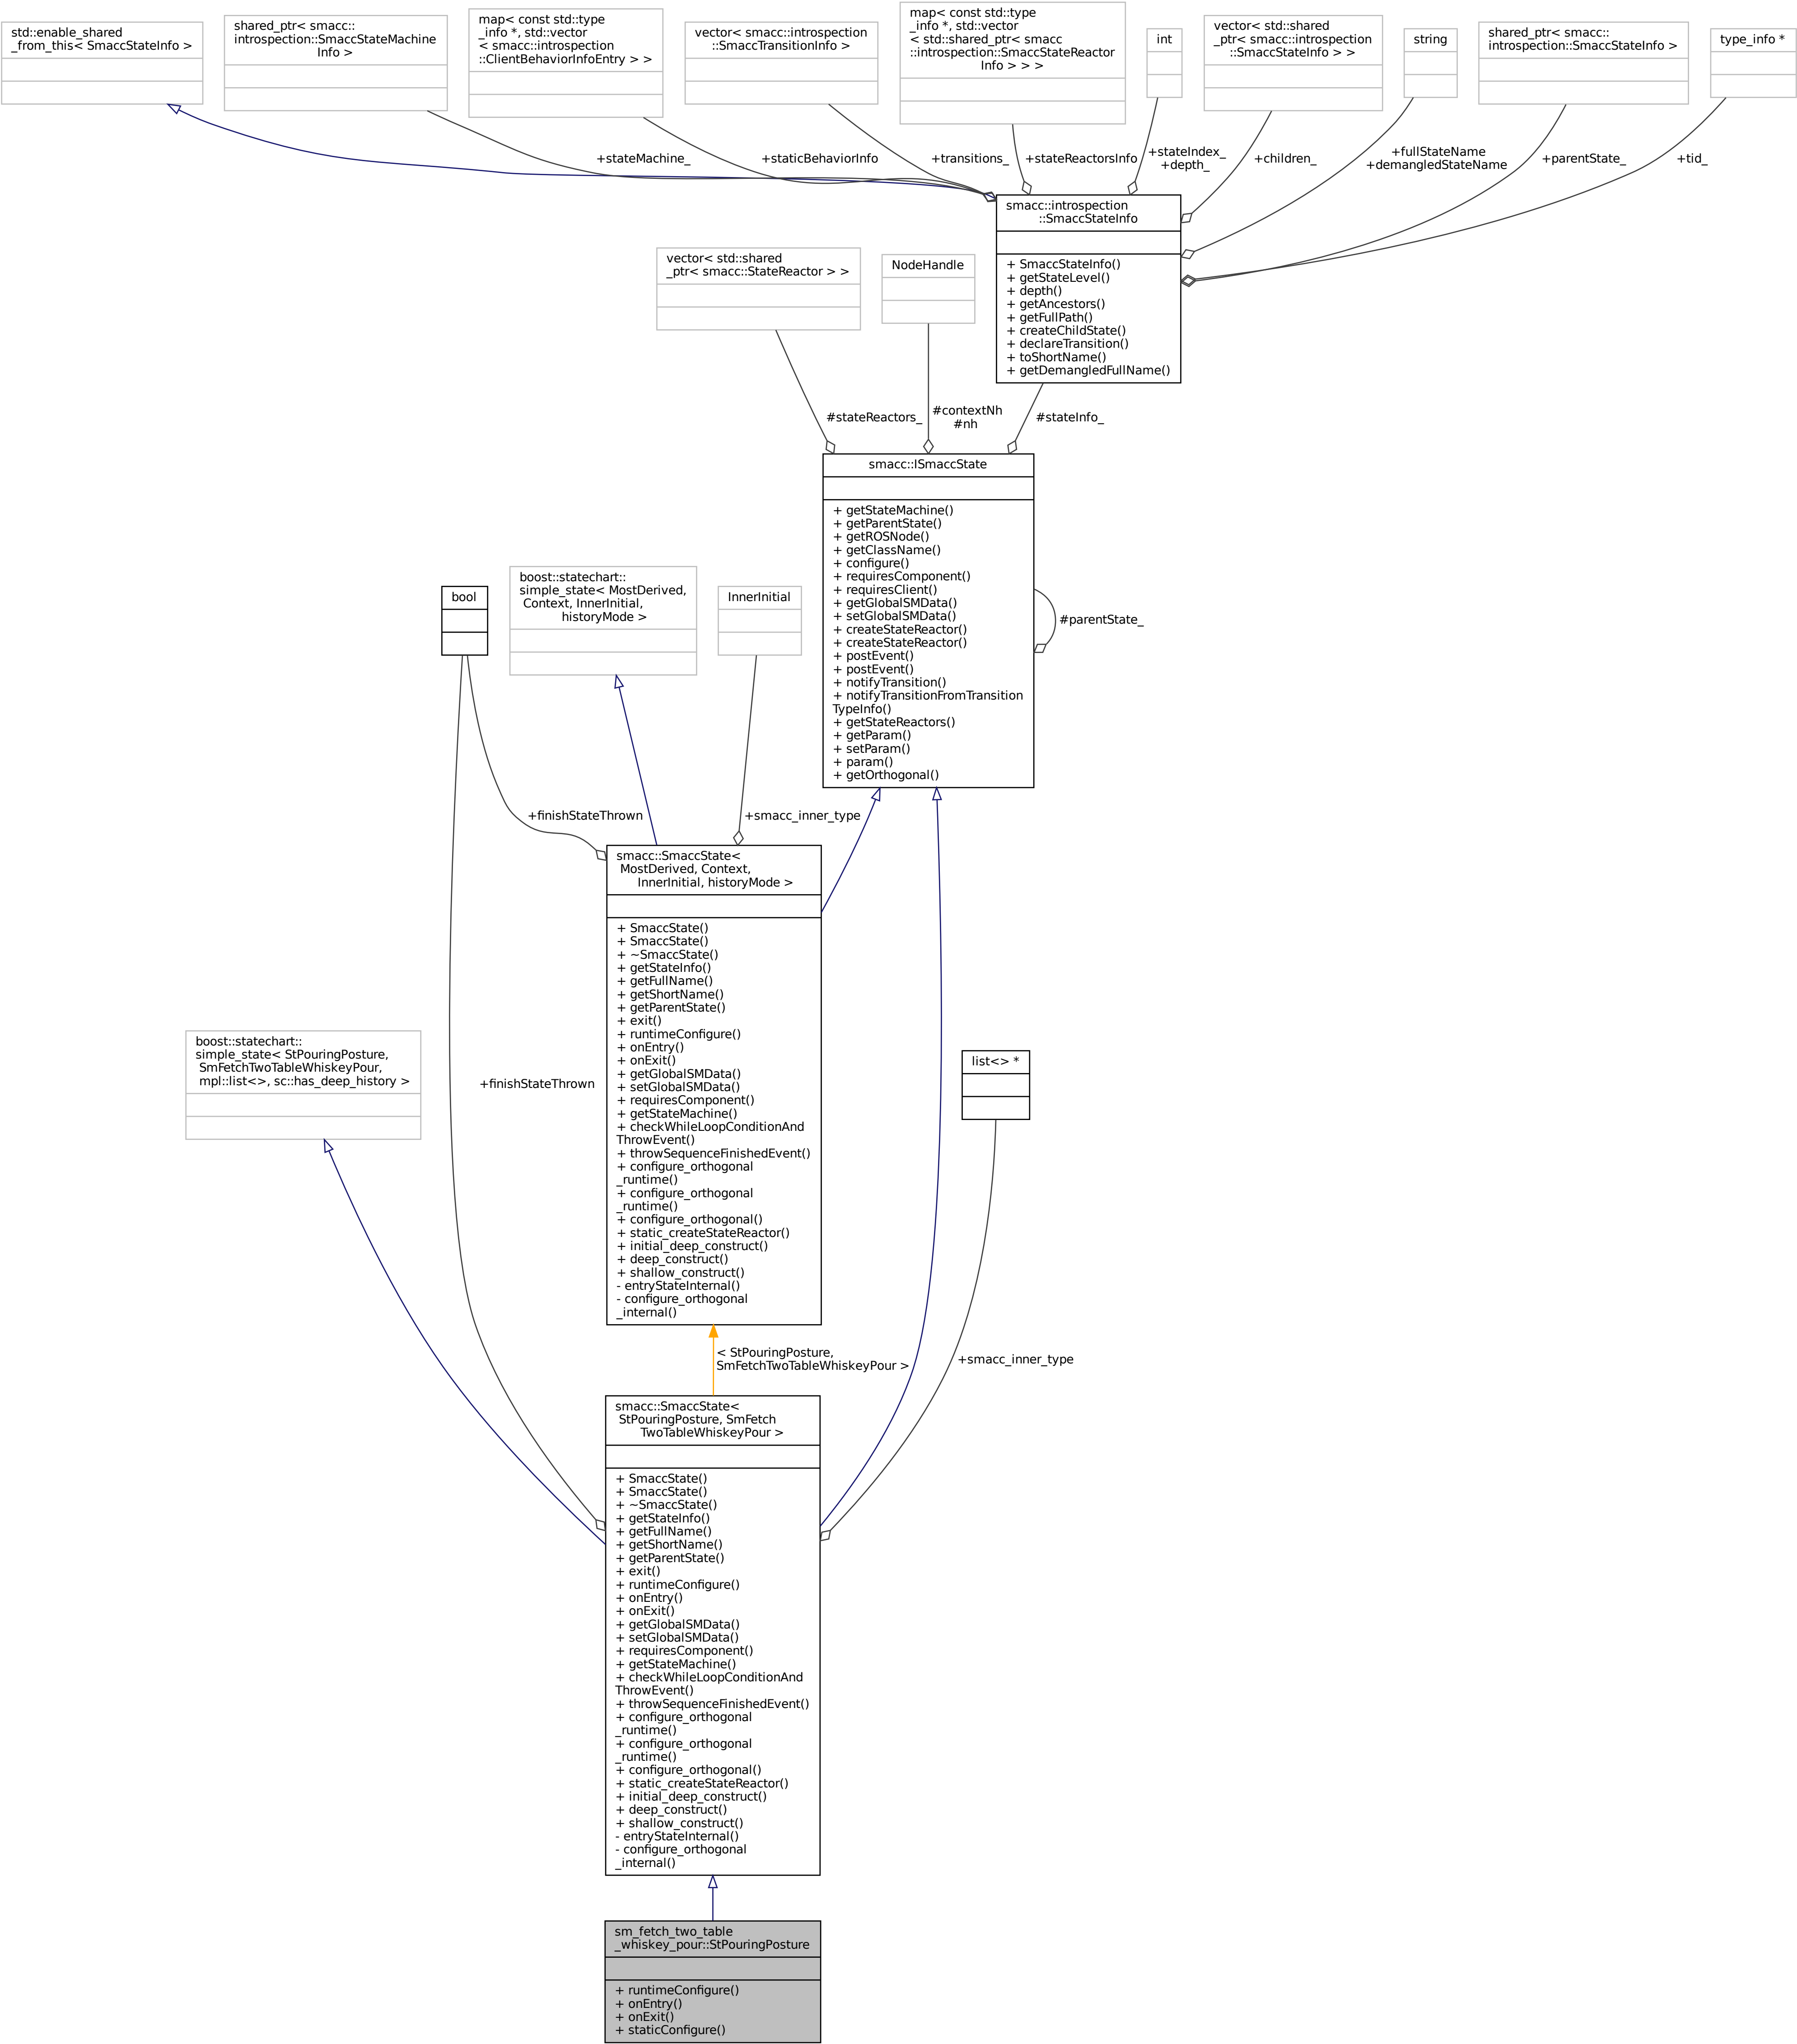 std::enable_shared
_from_this< SmaccStateInfo >
shared_ptr< smacc::
introspection::SmaccStateMachine
Info >
map< const std::type
_info *, std::vector
< smacc::introspection
::ClientBehaviorInfoEntry > >
vector< smacc::introspection
::SmaccTransitionInfo >
map< const std::type
_info *, std::vector
< std::shared_ptr< smacc
::introspection::SmaccStateReactor
Info > > >
int
vector< std::shared
_ptr< smacc::introspection
::SmaccStateInfo > >
string
shared_ptr< smacc::
introspection::SmaccStateInfo >
type_info *
+stateMachine_
+staticBehaviorInfo
+transitions_
+stateReactorsInfo
+stateIndex_
+depth_
+children_
+fullStateName
+demangledStateName
+parentState_
+tid_
smacc::introspection
::SmaccStateInfo
+ SmaccStateInfo()
+ getStateLevel()
+ depth()
+ getAncestors()
+ getFullPath()
+ createChildState()
+ declareTransition()
+ toShortName()
+ getDemangledFullName()
vector< std::shared
_ptr< smacc::StateReactor > >
NodeHandle
#stateReactors_
#contextNh
#nh
#stateInfo_
smacc::ISmaccState
+ getStateMachine()
+ getParentState()
+ getROSNode()
+ getClassName()
+ configure()
+ requiresComponent()
+ requiresClient()
+ getGlobalSMData()
+ setGlobalSMData()
+ createStateReactor()
+ createStateReactor()
+ postEvent()
+ postEvent()
+ notifyTransition()
+ notifyTransitionFromTransition
TypeInfo()
+ getStateReactors()
+ getParam()
+ setParam()
+ param()
+ getOrthogonal()
#parentState_
bool
boost::statechart::
simple_state< MostDerived,
Context, InnerInitial,
historyMode >
InnerInitial
+finishStateThrown
+smacc_inner_type
smacc::SmaccState<
MostDerived, Context,
InnerInitial, historyMode >
+ SmaccState()
+ SmaccState()
+ ~SmaccState()
+ getStateInfo()
+ getFullName()
+ getShortName()
+ getParentState()
+ exit()
+ runtimeConfigure()
+ onEntry()
+ onExit()
+ getGlobalSMData()
+ setGlobalSMData()
+ requiresComponent()
+ getStateMachine()
+ checkWhileLoopConditionAnd
ThrowEvent()
+ throwSequenceFinishedEvent()
+ configure_orthogonal
_runtime()
+ configure_orthogonal
_runtime()
+ configure_orthogonal()
+ static_createStateReactor()
+ initial_deep_construct()
+ deep_construct()
+ shallow_construct()
- entryStateInternal()
- configure_orthogonal
_internal()
boost::statechart::
simple_state< StPouringPosture,
SmFetchTwoTableWhiskeyPour,
mpl::list<>, sc::has_deep_history >
+finishStateThrown
list<> *
< StPouringPosture,
SmFetchTwoTableWhiskeyPour >
+smacc_inner_type
smacc::SmaccState<
StPouringPosture, SmFetch
TwoTableWhiskeyPour >
+ SmaccState()
+ SmaccState()
+ ~SmaccState()
+ getStateInfo()
+ getFullName()
+ getShortName()
+ getParentState()
+ exit()
+ runtimeConfigure()
+ onEntry()
+ onExit()
+ getGlobalSMData()
+ setGlobalSMData()
+ requiresComponent()
+ getStateMachine()
+ checkWhileLoopConditionAnd
ThrowEvent()
+ throwSequenceFinishedEvent()
+ configure_orthogonal
_runtime()
+ configure_orthogonal
_runtime()
+ configure_orthogonal()
+ static_createStateReactor()
+ initial_deep_construct()
+ deep_construct()
+ shallow_construct()
- entryStateInternal()
- configure_orthogonal
_internal()
sm_fetch_two_table
_whiskey_pour::StPouringPosture
+ runtimeConfigure()
+ onEntry()
+ onExit()
+ staticConfigure()